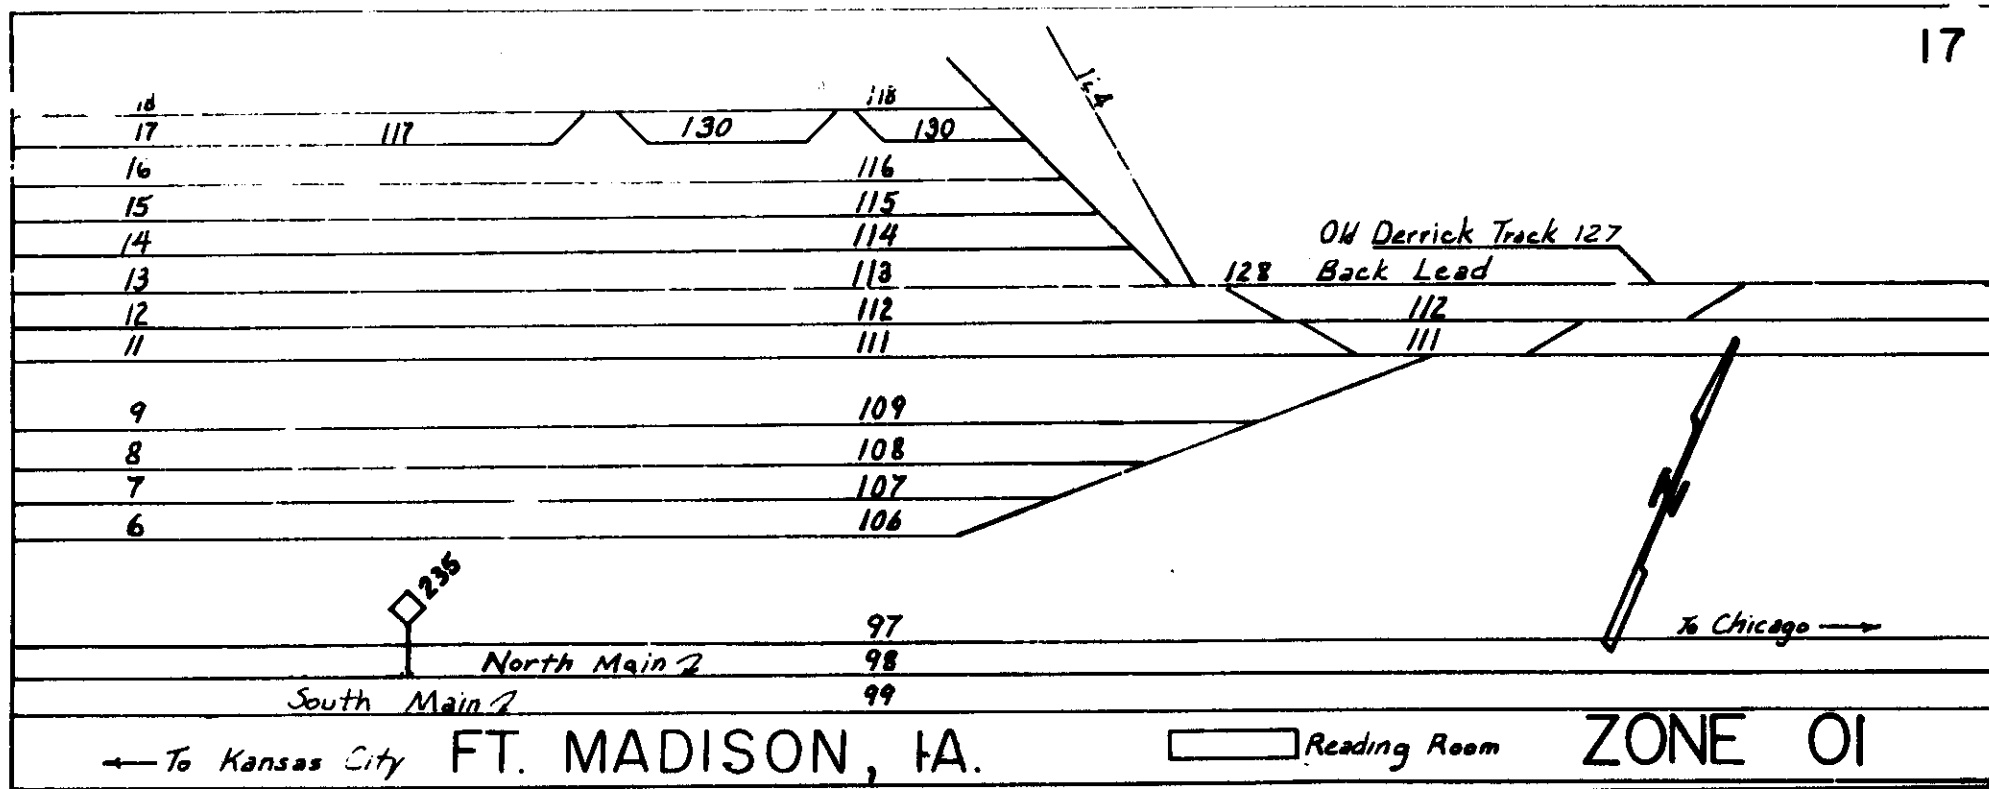 17
18 118
17 117 130 130
16 116
15 115
14 114 Old Derrick Track 127
13 113 128 Back Lead
12 112 112
11 111 111
9 109
8 108
7 107
6 106
N
235
97 To Chicago
North Main 2 98
South Main 2 99
To Kansas City FT. MADISON, IA. Reading Room ZONE 01